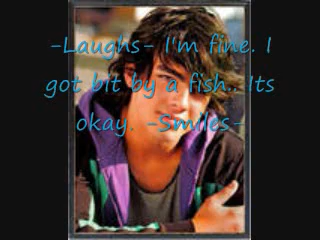 -Laughs- I'm fine. I
got bit by a fish.. Its
okay. -Smiles-